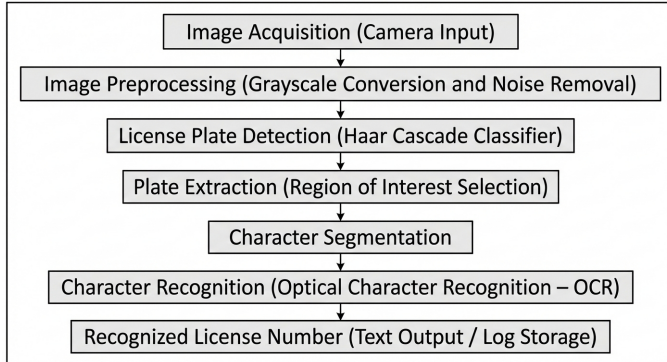 Image Acquisition (Camera Input)
Image Preprocessing (Grayscale Conversion and Noise Removal)
License Plate Detection (Haar Cascade Classifier)
Plate Extraction (Region of Interest Selection)
Character Segmentation
Character Recognition (Optical Character Recognition – OCR)
Recognized License Number (Text Output / Log Storage)